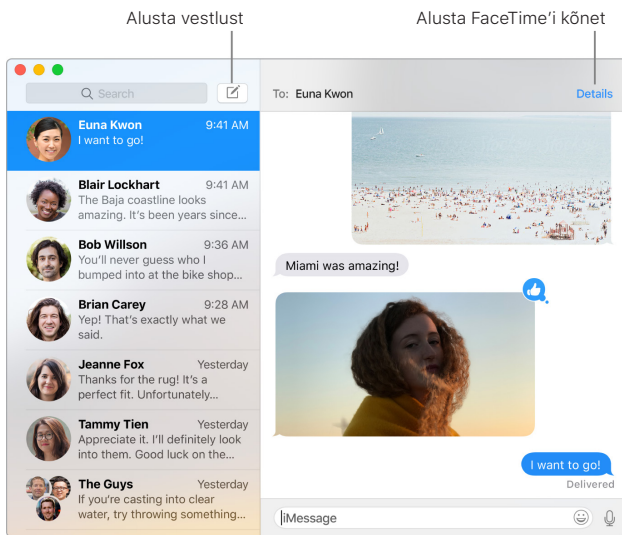 Alusta vestlust
Alusta FaceTime’i kõnet
Search
To: Euna Kwon
Details
Euna Kwon 9:41 AM
I want to go!
Blair Lockhart 9:41 AM
The Baja coastline looks
amazing. It’s been years since...
Bob Willson 9:36 AM
You’ll never guess who I
bumped into at the bike shop...
Brian Carey 9:28 AM
Yep! That’s exactly what we
said.
Jeanne Fox Yesterday
Thanks for the rug! It’s a
perfect fit. Unfortunately...
Tammy Tien Yesterday
Appreciate it. I’ll definitely look
into them. Good luck on the...
The Guys Yesterday
If you’re casting into clear
water, try throwing something...
Miami was amazing!
I want to go!
Delivered
iMessage